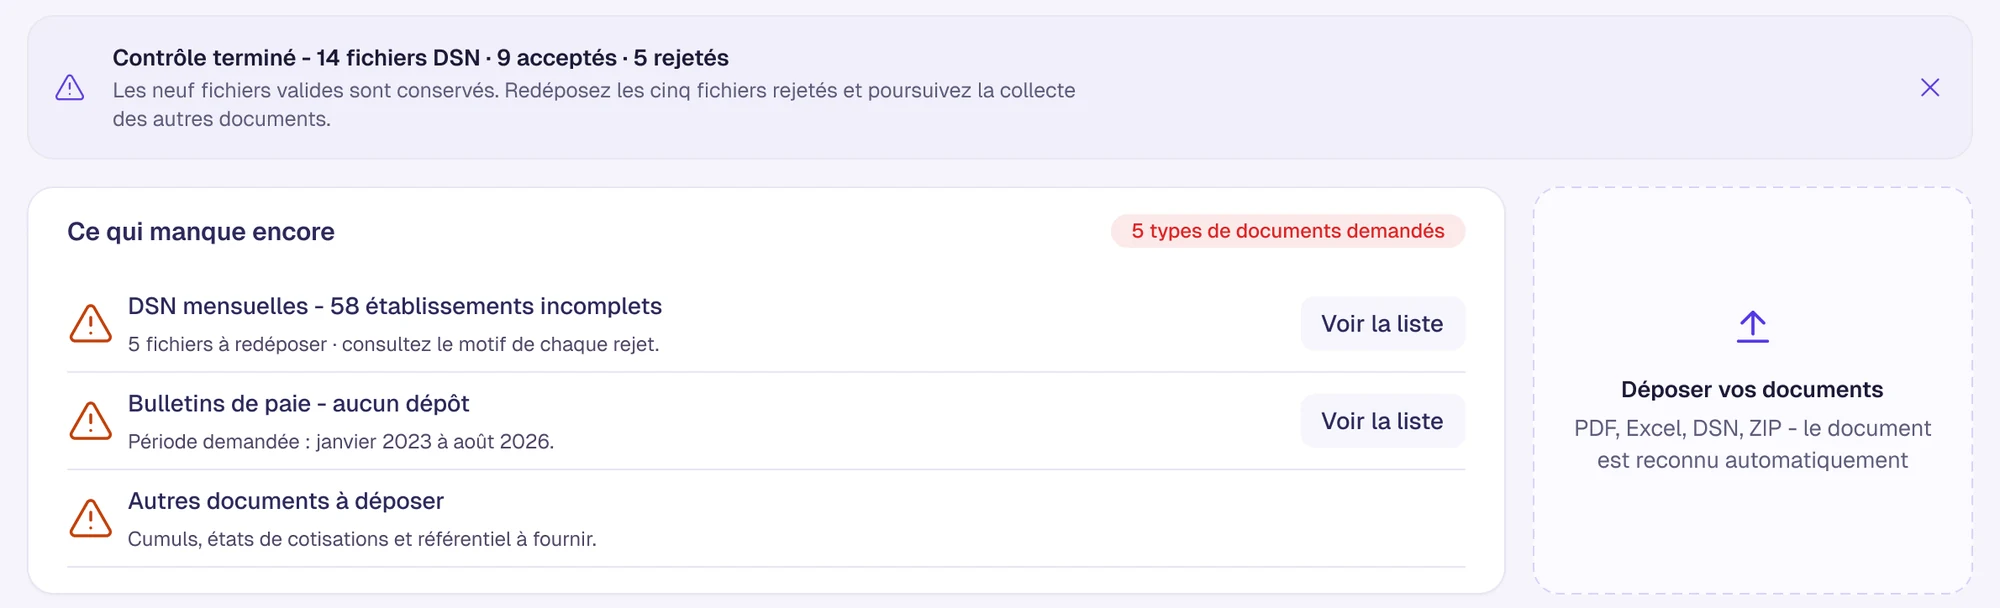 Contrôle terminé - 14 fichiers DSN · 9 acceptés · 5 rejetés
Les neuf fichiers valides sont conservés. Redéposez les cinq fichiers rejetés et poursuivez la collecte
des autres documents.
Ce qui manque encore
5 types de documents demandés
DSN mensuelles - 58 établissements incomplets
5 fichiers à redéposer · consultez le motif de chaque rejet.
Voir la liste
Bulletins de paie - aucun dépôt
Période demandée : janvier 2023 à août 2026.
Voir la liste
Autres documents à déposer
Cumuls, états de cotisations et référentiel à fournir.
Déposer vos documents
PDF, Excel, DSN, ZIP - le document
est reconnu automatiquement